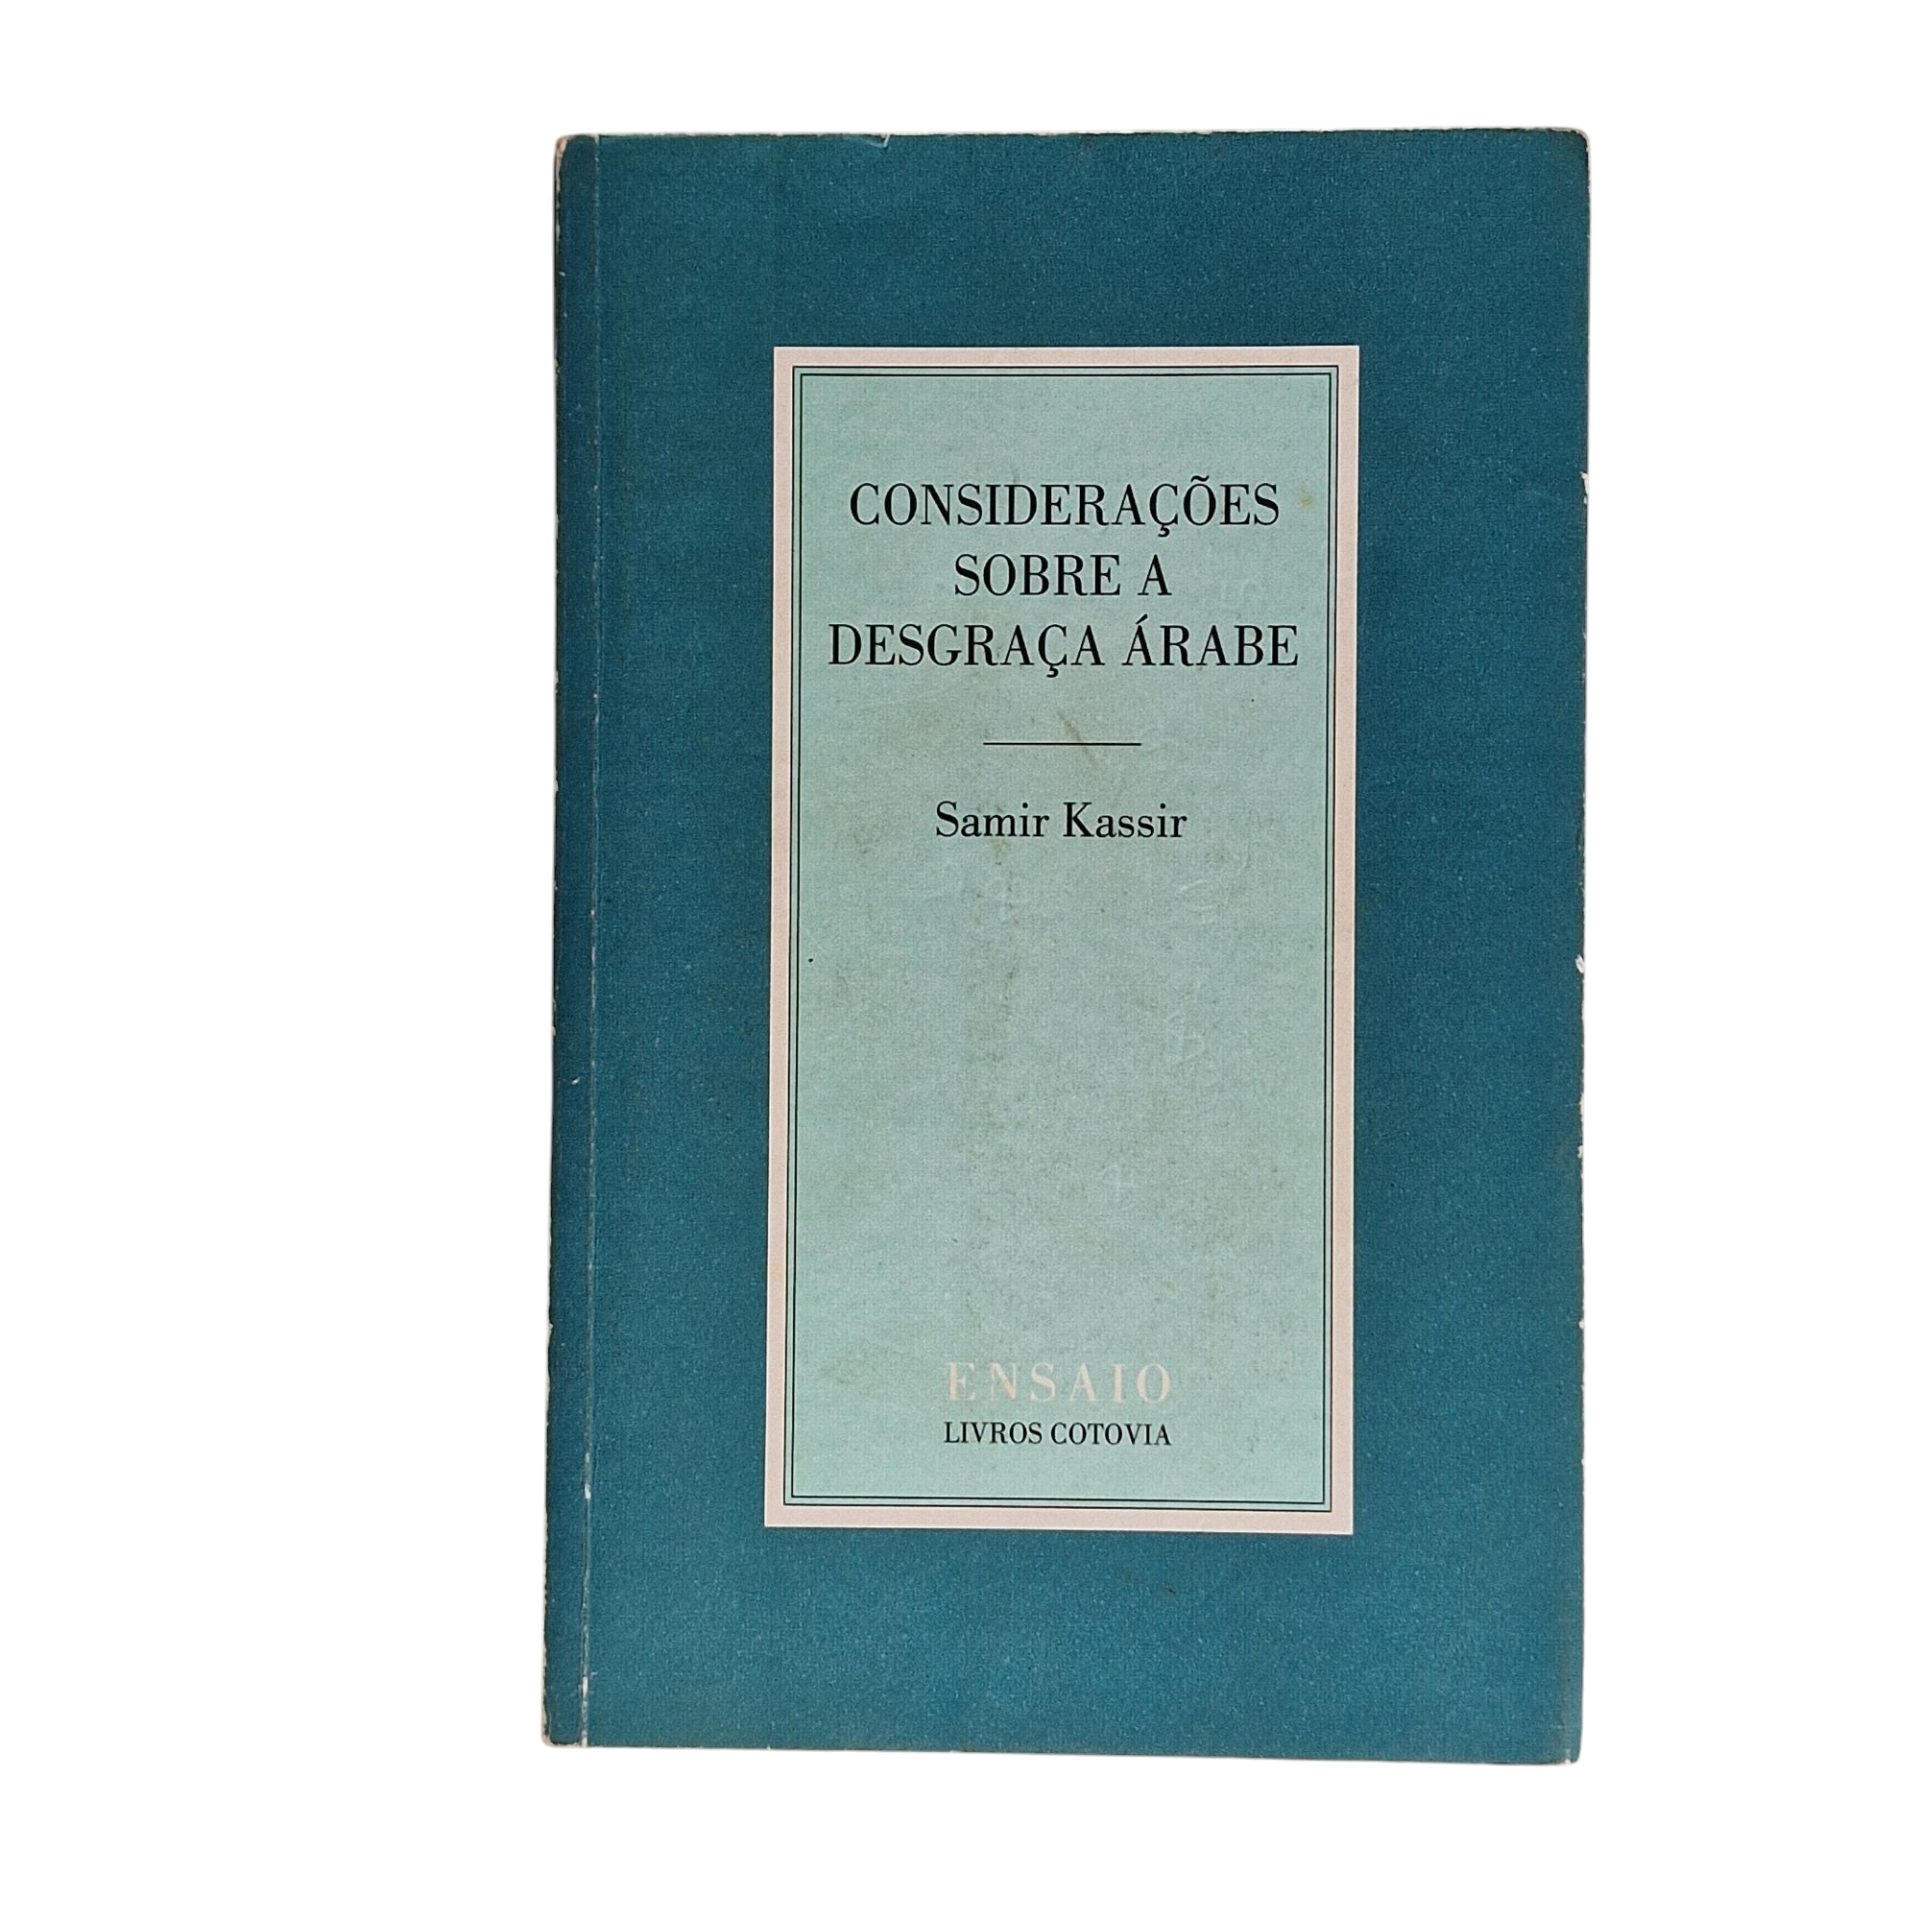 CONSIDERAÇÕES
SOBRE A
DESGRAÇA ÁRABE
Samir Kassir
ENSAIO
LIVROS COTOVIA